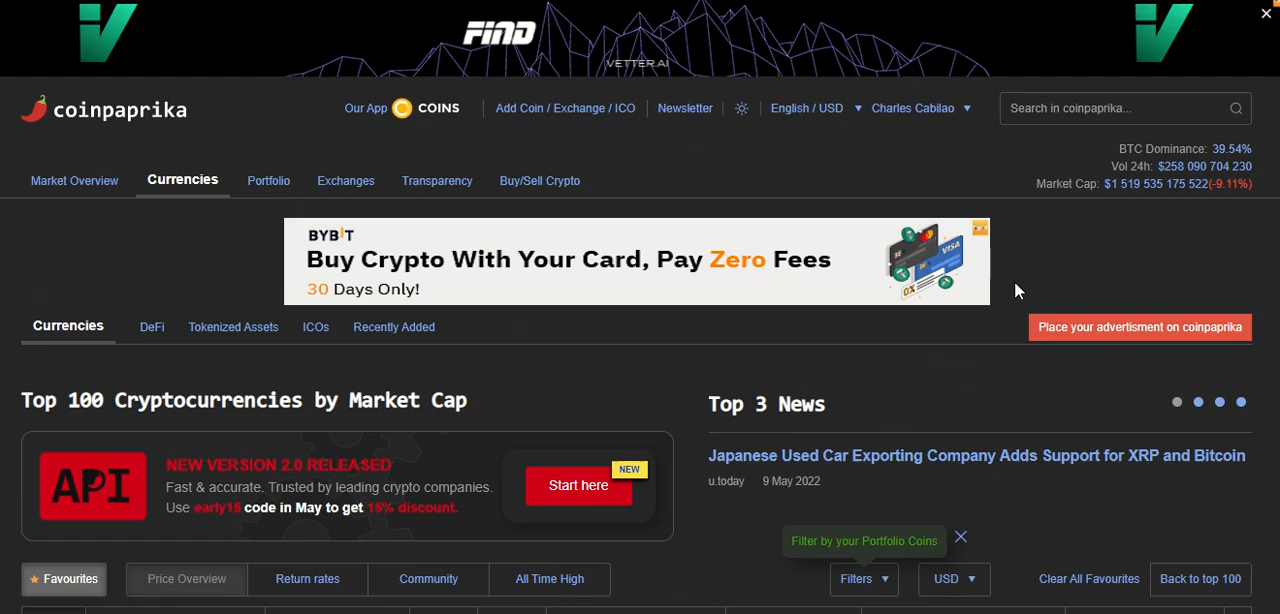 FIND
VETTER.AI
coinpaprika
Our App COINS Add Coin / Exchange / ICO Newsletter English / USD ▼ Charles Cabilao ▼ Search in coinpaprika...
BTC Dominance: 39.54%
Vol 24h: $258 090 704 230
Market Cap: $1 519 535 175 522(-9.11%)
Market Overview Currencies Portfolio Exchanges Transparency Buy/Sell Crypto
BYBIT
Buy Crypto With Your Card, Pay Zero Fees
30 Days Only!
VISA
Currencies DeFi Tokenized Assets ICOs Recently Added
Place your advertisment on coinpaprika
Top 100 Cryptocurrencies by Market Cap
API
NEW VERSION 2.0 RELEASED
Fast & accurate. Trusted by leading crypto companies.
Use early15 code in May to get 15% discount.
Start here
NEW
Top 3 News
Japanese Used Car Exporting Company Adds Support for XRP and Bitcoin
u.today 9 May 2022
Filter by your Portfolio Coins
Favourites Price Overview Return rates Community All Time High Filters ▼ USD ▼ Clear All Favourites Back to top 100